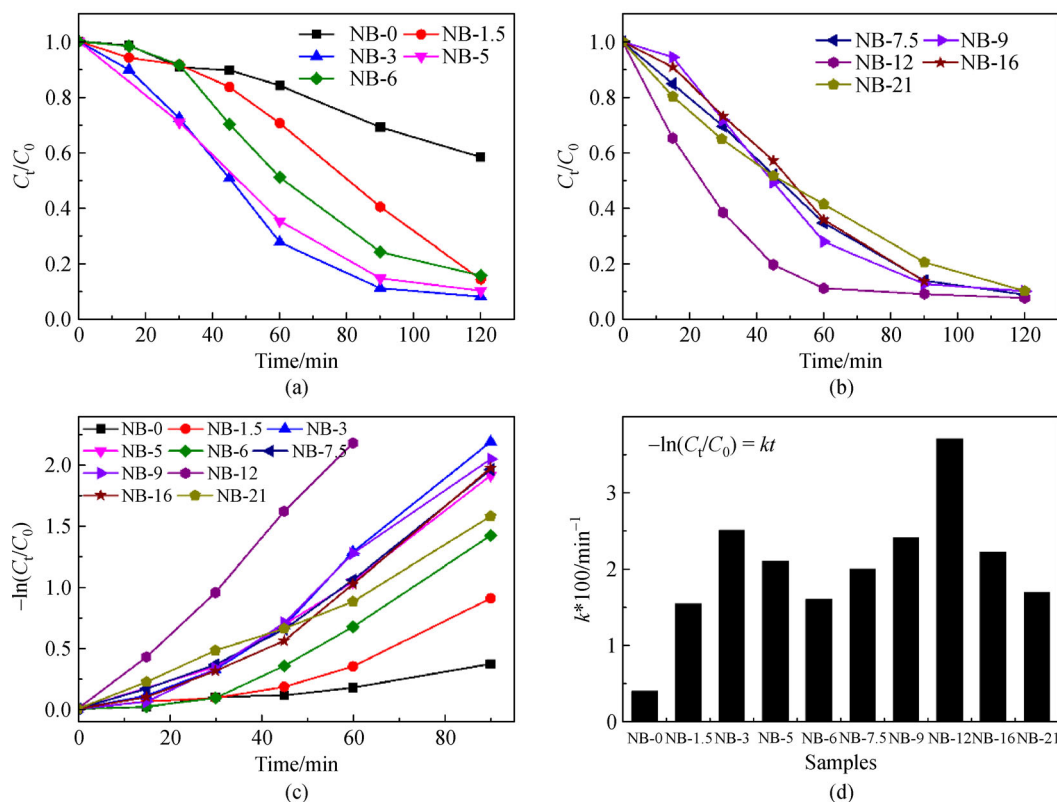 NB-0 NB-1.5
NB-3 NB-5
NB-6
1.0
0.8
0.6
0.4
0.2
0.0
Ct/C0
0 20 40 60 80 100 120
Time/min
(a)
NB-7.5 NB-9
NB-12 NB-16
NB-21
1.0
0.8
0.6
0.4
0.2
0.0
Ct/C0
0 20 40 60 80 100 120
Time/min
(b)
NB-0 NB-1.5 NB-3
NB-5 NB-6 NB-7.5
NB-9 NB-12
NB-16 NB-21
2.0
1.5
1.0
0.5
0.0
−ln(Ct/C0)
0 20 40 60 80
Time/min
(c)
−ln(Ct/C0) = kt
3
2
1
0
k*100/min−1
NB-0 NB-1.5 NB-3 NB-5 NB-6 NB-7.5 NB-9 NB-12 NB-16 NB-21
Samples
(d)